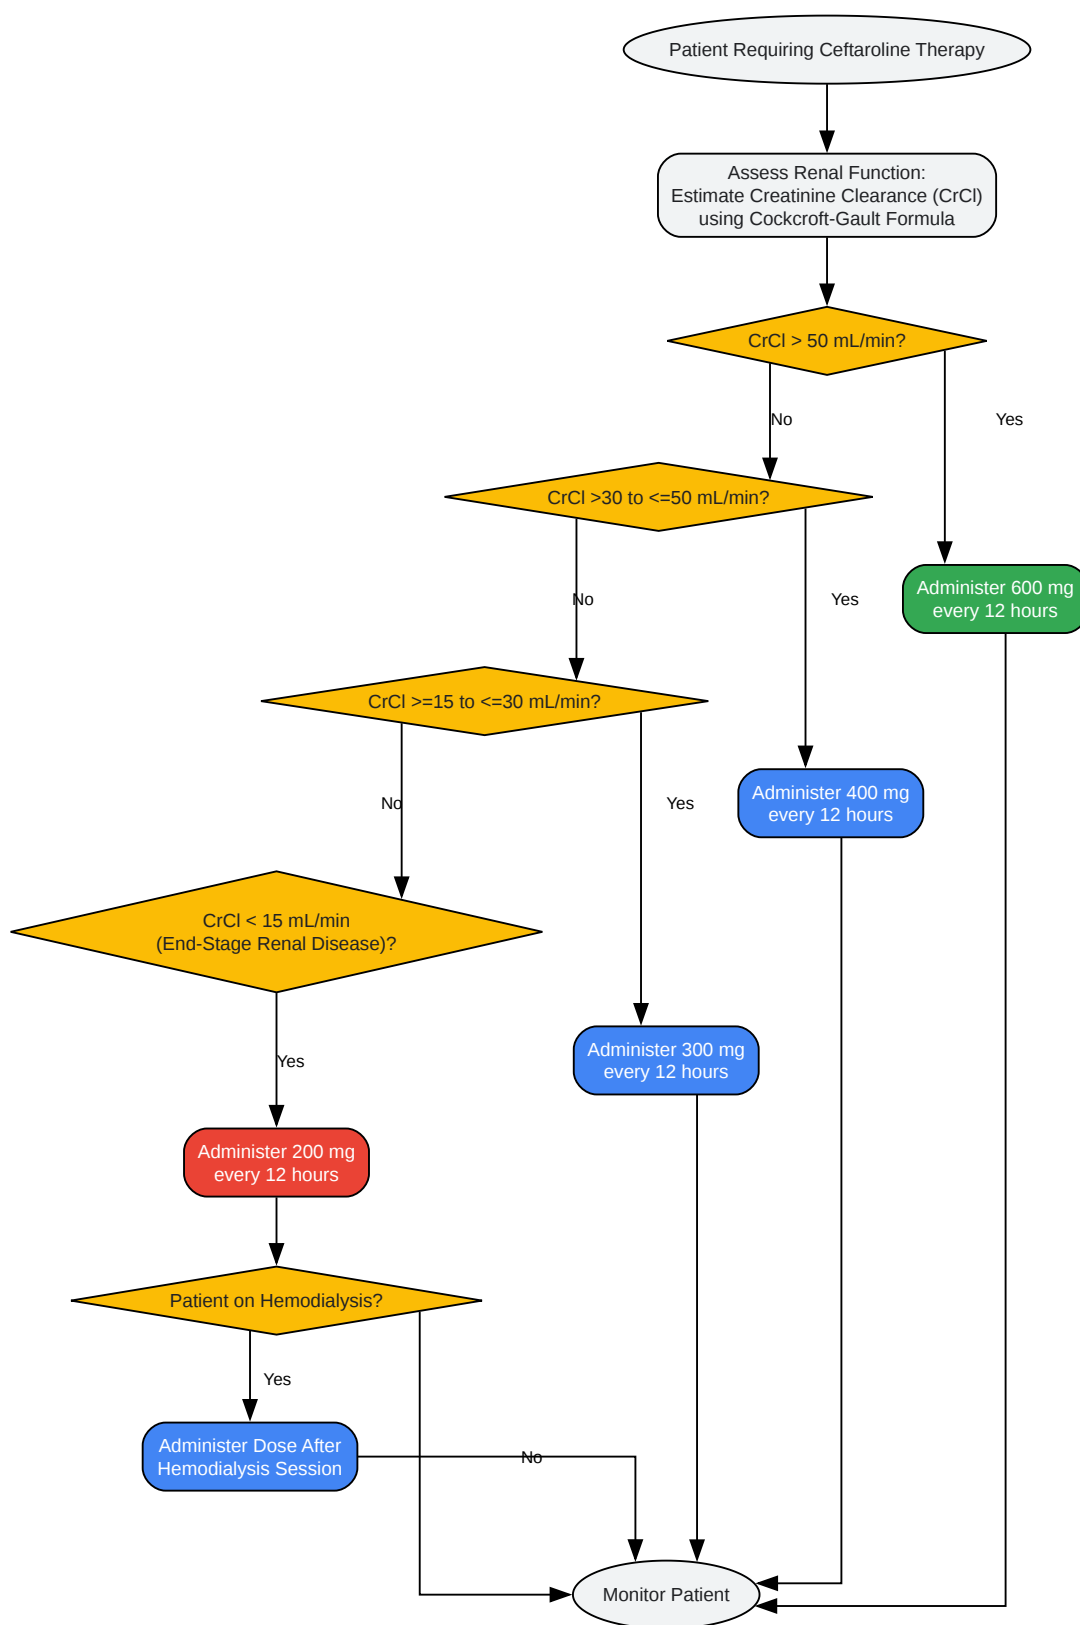 Patient Requiring Ceftaroline Therapy
Assess Renal Function:
Estimate Creatinine Clearance (CrCl)
using Cockcroft-Gault Formula
CrCl > 50 mL/min?
No
Yes
CrCl >30 to <=50 mL/min?
Administer 600 mg
every 12 hours
No
Yes
CrCl >=15 to <=30 mL/min?
Administer 400 mg
every 12 hours
No
Yes
CrCl < 15 mL/min
(End-Stage Renal Disease)?
Administer 300 mg
every 12 hours
Yes
Administer 200 mg
every 12 hours
Patient on Hemodialysis?
Yes
Administer Dose After
Hemodialysis Session
No
Monitor Patient